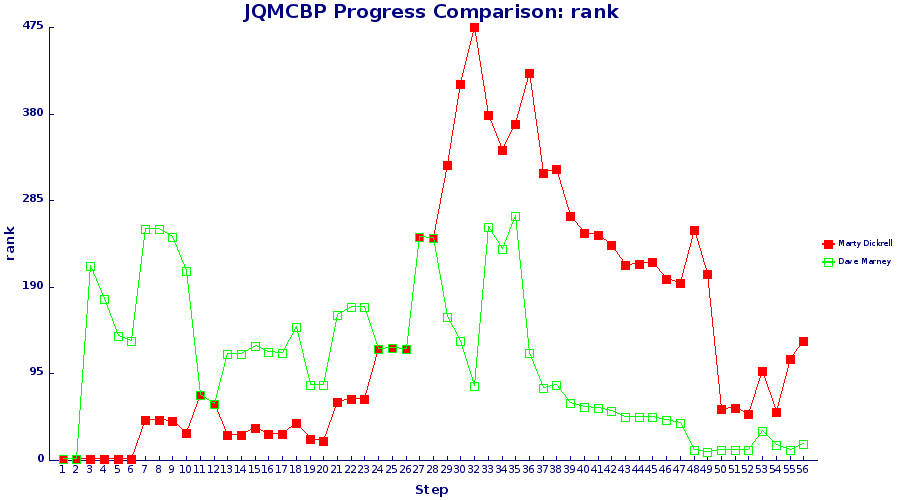 JQMCBP Progress Comparison: rank
475
380
285
190
95
0
rank
1 2 3 4 5 6 7 8 9 10 11 12 13 14 15 16 17 18 19 20 21 22 23 24 25 26 27 28 29 30 31 32 33 34 35 36 37 38 39 40 41 42 43 44 45 46 47 48 49 50 51 52 53 54 55 56
Step
Marty Dickrell
Dave Marney